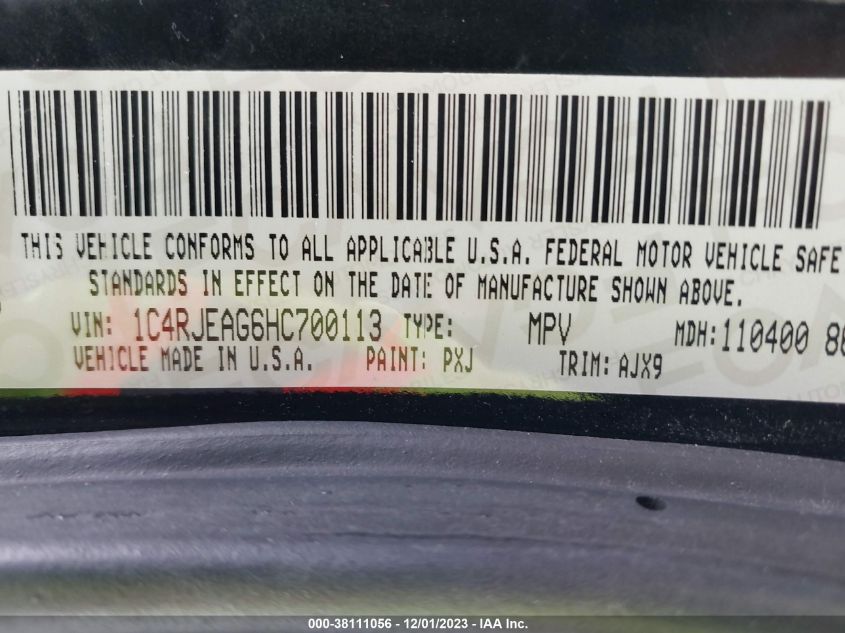 THIS VEHICLE CONFORMS TO ALL APPLICABLE U.S.A. FEDERAL MOTOR VEHICLE SAFE
STANDARDS IN EFFECT ON THE DATE OF MANUFACTURE SHOWN ABOVE.
VIN: 1C4RJEAG6HC700113 TYPE: MPV MDH: 110400
VEHICLE MADE IN U.S.A. PAINT: PXJ TRIM: AJX9
000-38111056 - 12/01/2023 - IAA Inc.